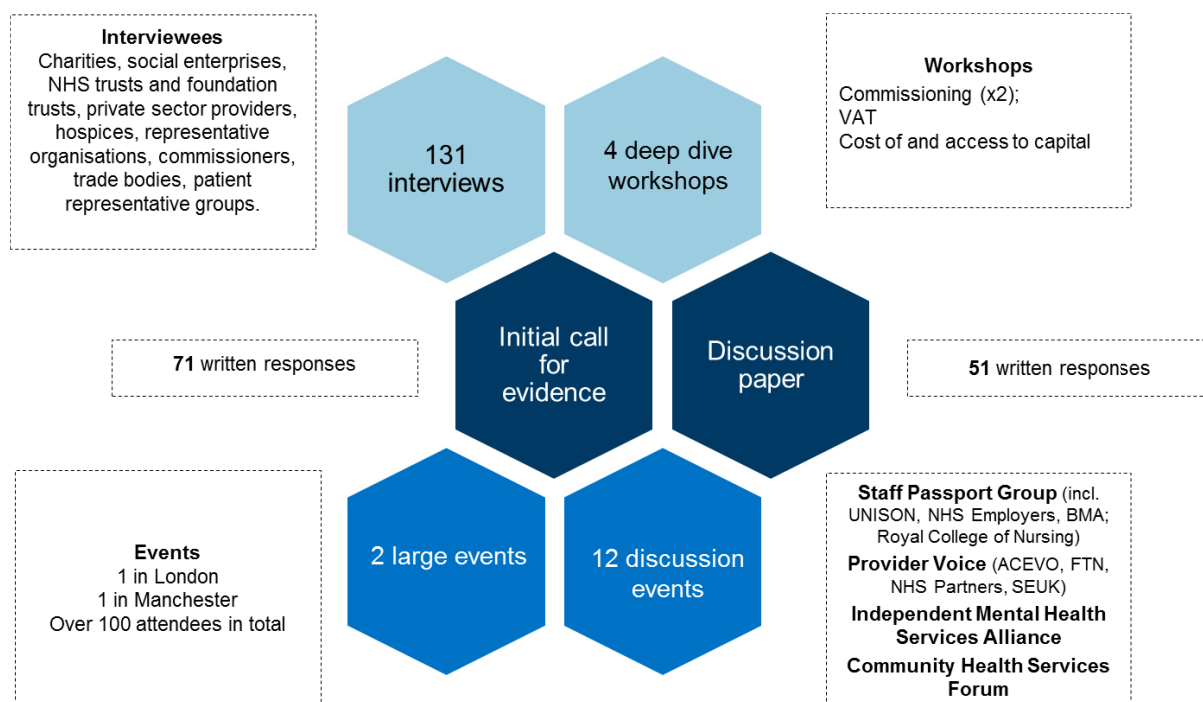 Interviewees
Charities, social enterprises,
NHS trusts and foundation
trusts, private sector providers,
hospices, representative
organisations, commissioners,
trade bodies, patient
representative groups.
131
interviews
4 deep dive
workshops
Workshops
Commissioning (x2);
VAT
Cost of and access to capital
71 written responses
Initial call
for
evidence
Discussion
paper
51 written responses
Events
1 in London
1 in Manchester
Over 100 attendees in total
2 large events
12 discussion
events
Staff Passport Group (incl.
UNISON, NHS Employers, BMA;
Royal College of Nursing)
Provider Voice (ACEVO, FTN,
NHS Partners, SEUK)
Independent Mental Health
Services Alliance
Community Health Services
Forum